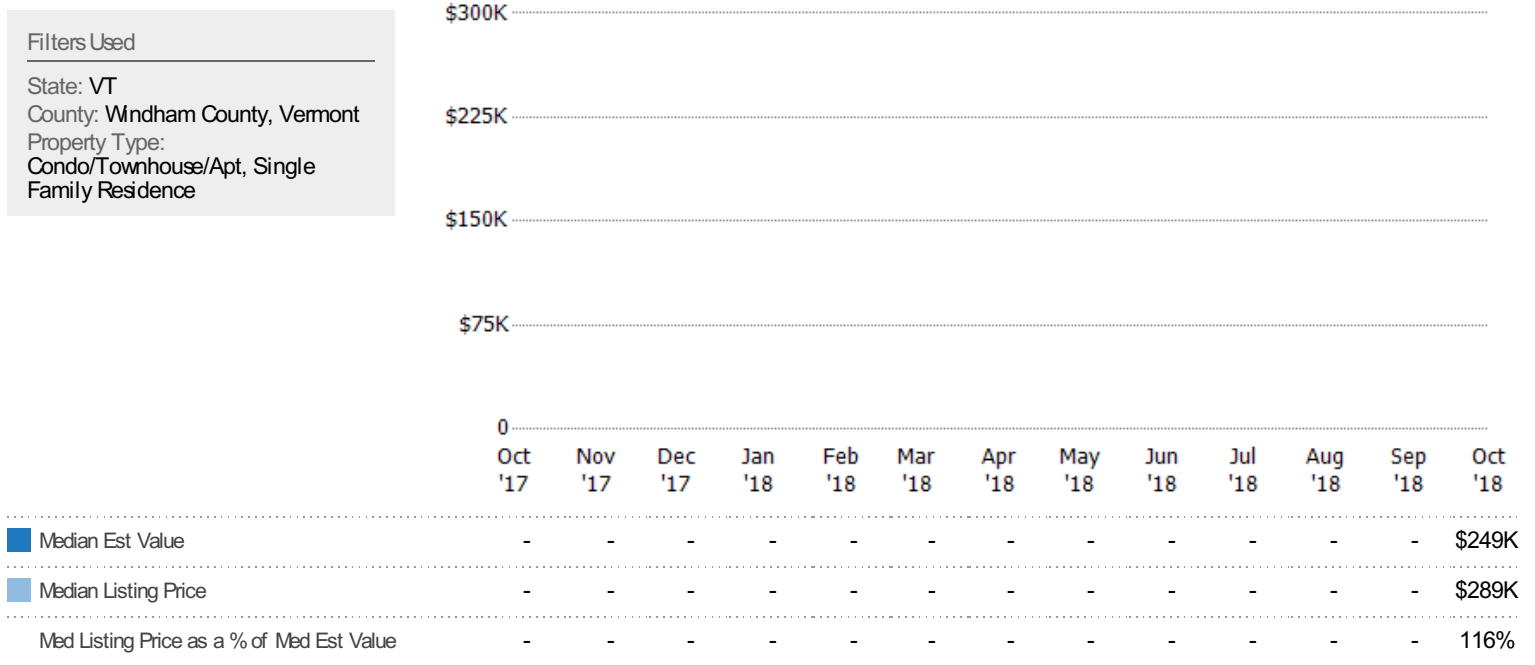 Filters Used
State: VT
County: Windham County, Vermont
Property Type:
Condo/Townhouse/Apt, Single
Family Residence
$300K
$225K
$150K
$75K
0
Oct Nov Dec Jan Feb Mar Apr May Jun Jul Aug Sep Oct
'17 '17 '17 '18 '18 '18 '18 '18 '18 '18 '18 '18 '18
Median Est Value - - - - - - - - - - - - $249K
Median Listing Price - - - - - - - - - - - - $289K
Med Listing Price as a % of Med Est Value - - - - - - - - - - - - 116%